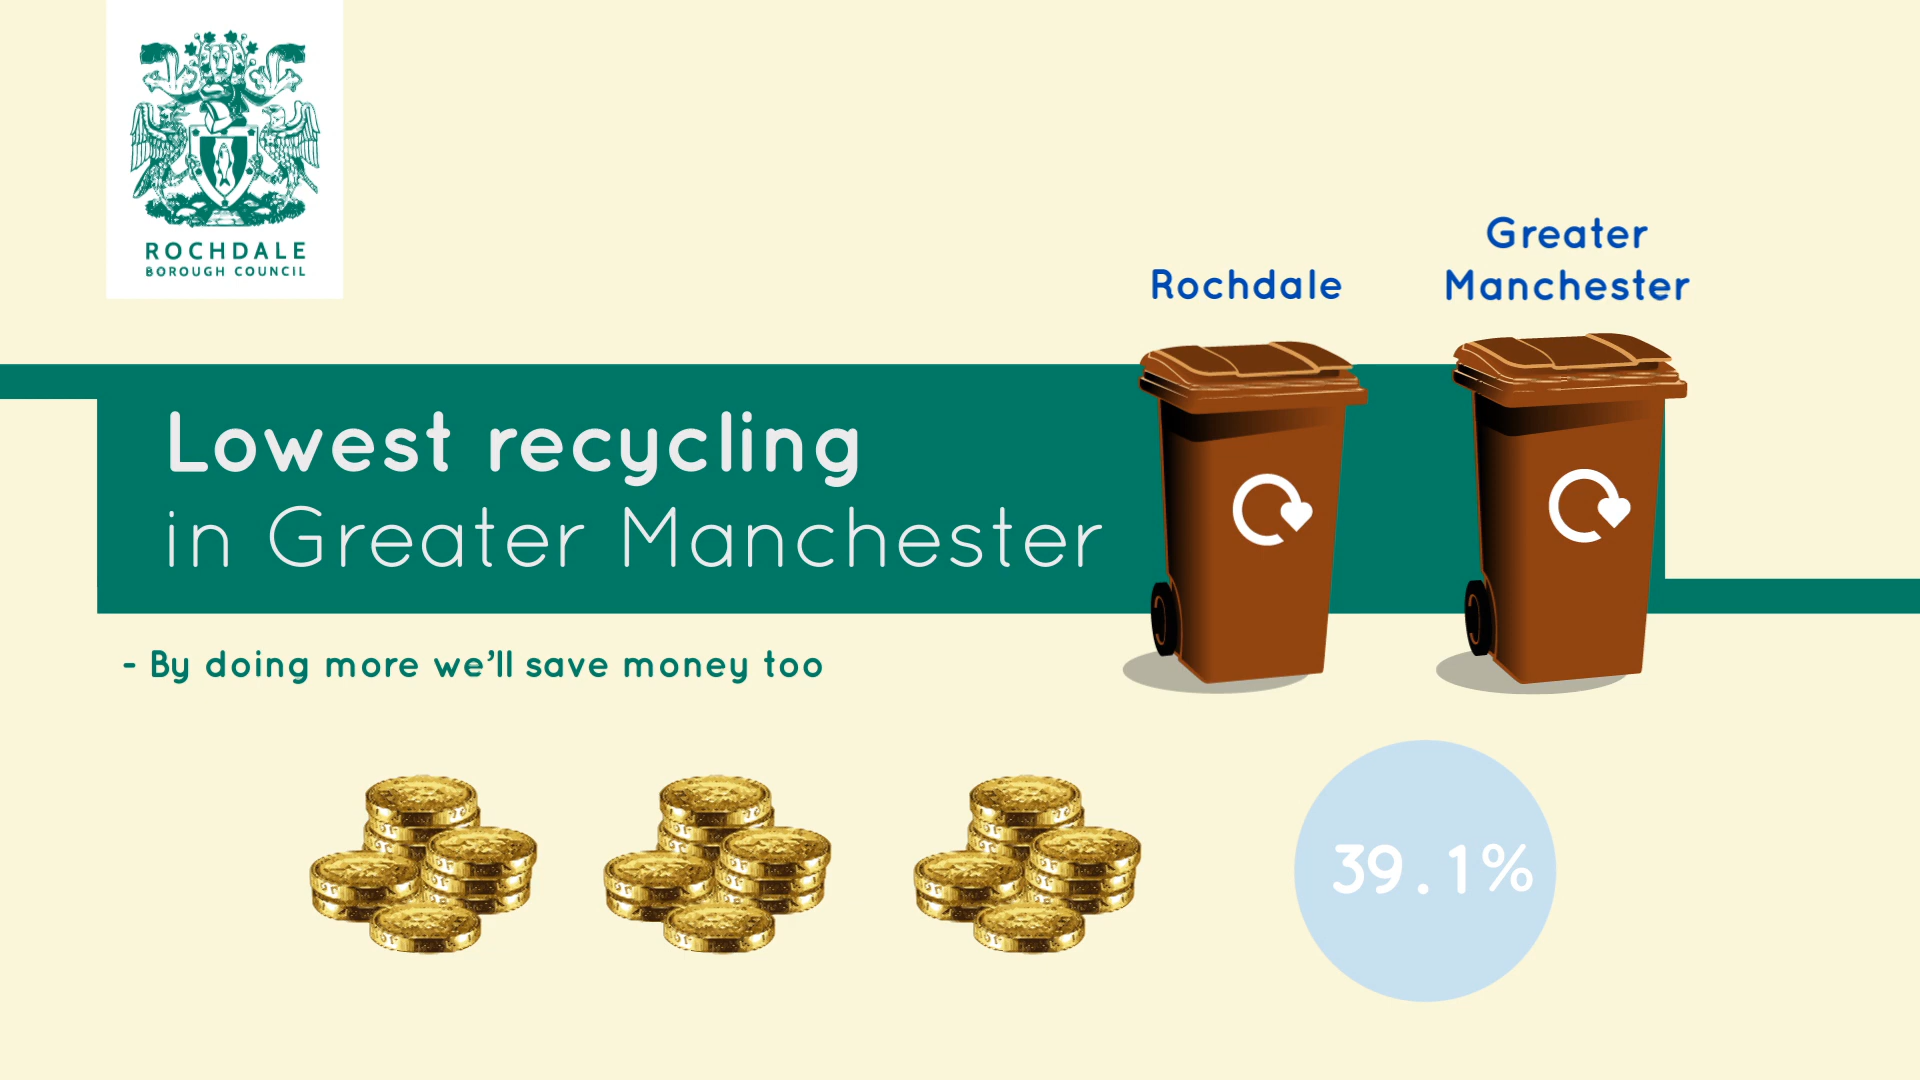 ROCHDALE
BOROUGH COUNCIL
Greater
Manchester
Rochdale
Lowest recycling
in Greater Manchester
- By doing more we'll save money too
39.1%